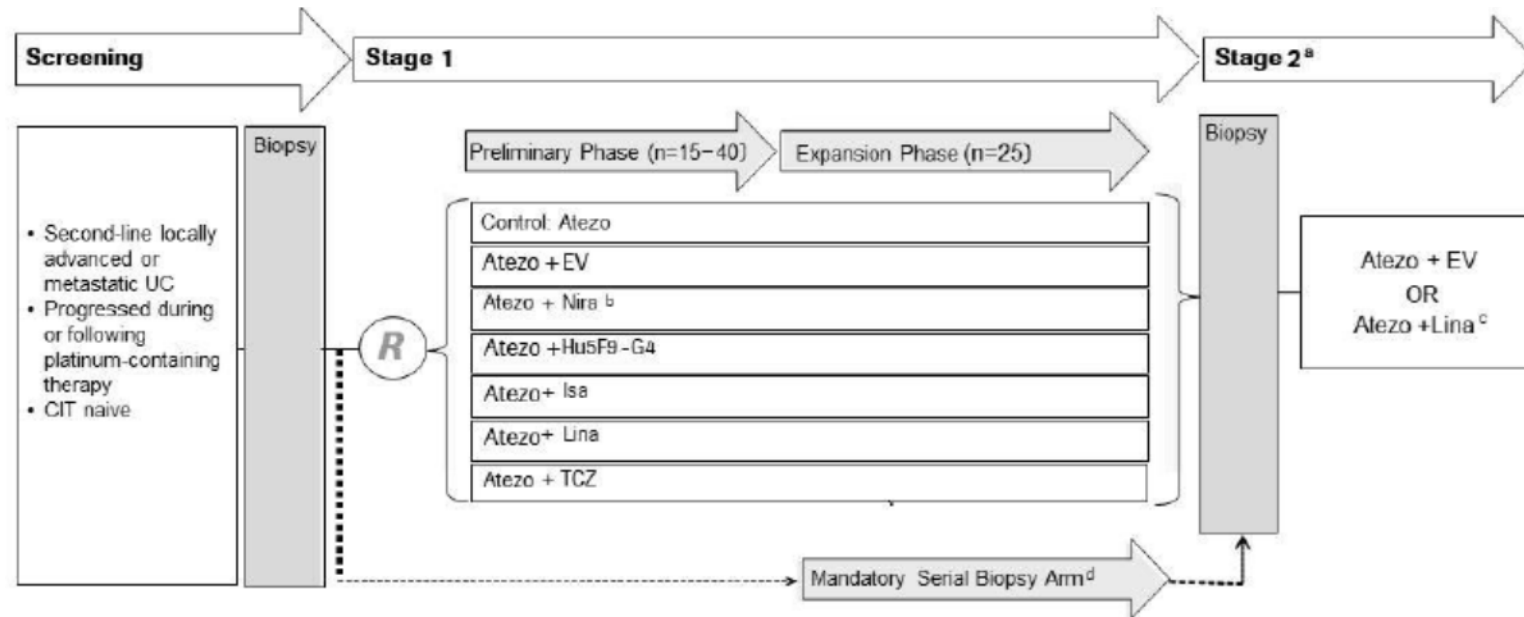 Screening
Stage 1
Stage 2 a
Biopsy
Preliminary Phase (n=15-40)
Expansion Phase (n=25)
Biopsy
• Second-line locally
advanced or
metastatic UC
• Progressed during
or following
platinum-containing
therapy
• CIT naive
R
Control: Atezo
Atezo + EV
Atezo + Nira b
Atezo +Hu5F9-G4
Atezo+ Isa
Atezo+ Lina
Atezo + TCZ
Atezo + EV
OR
Atezo +Lina c
Mandatory Serial Biopsy Arm d